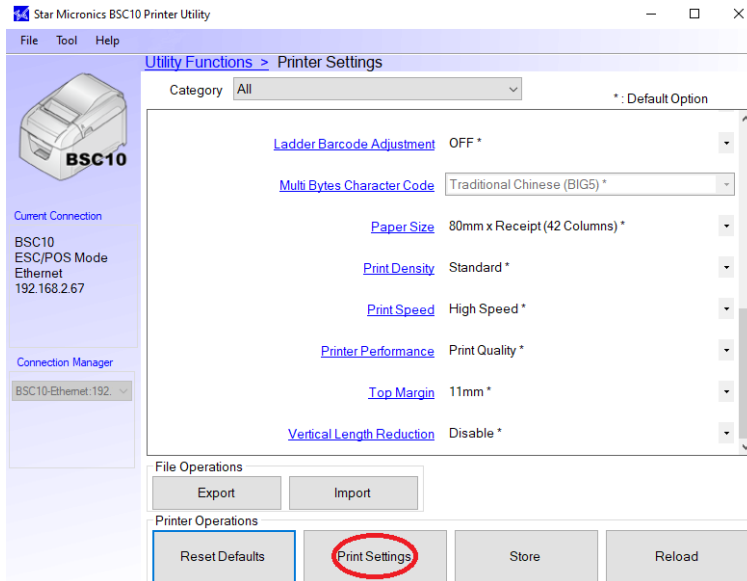 Star Micronics BSC10 Printer Utility
File Tool Help
Utility Functions > Printer Settings
Category All
* : Default Option
BSC10
Current Connection
BSC10
ESC/POS Mode
Ethernet
192.168.2.67
Connection Manager
BSC10-Ethernet:192.
Ladder Barcode Adjustment OFF *
Multi Bytes Character Code Traditional Chinese (BIG5) *
Paper Size 80mm x Receipt (42 Columns) *
Print Density Standard *
Print Speed High Speed *
Printer Performance Print Quality *
Top Margin 11mm *
Vertical Length Reduction Disable *
File Operations
Export Import
Printer Operations
Reset Defaults Print Settings Store Reload